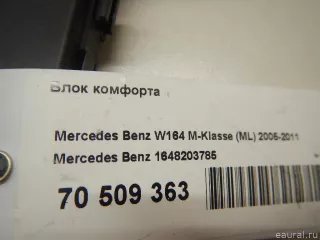 Блок комфорта
Mercedes Benz W164 M-Klasse (ML) 2005-2011
Mercedes Benz 1648203785
70 509 363
© eaural.ru